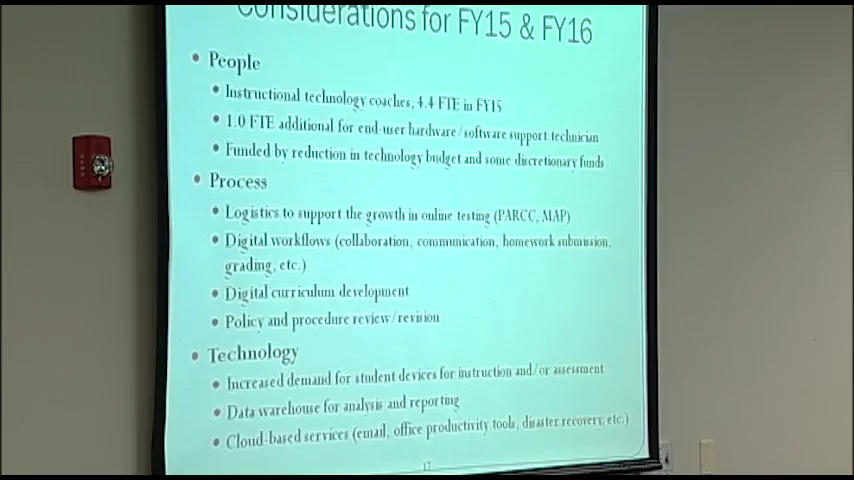 Considerations for FY15 & FY16
• People
• Instructional technology coaches, 4.4 FTE in FY15
• 1.0 FTE additional for end-user hardware/software support technician
• Funded by reduction in technology budget and some discretionary funds
• Process
• Logistics to support the growth in online testing (PARCC, MAP)
• Digital workflows (collaboration, communication, homework submission,
grading, etc.)
• Digital curriculum development
• Policy and procedure review/revision
• Technology
• Increased demand for student devices for instruction and/or assessment
• Data warehouse for analysis and reporting
• Cloud-based services (email, office productivity tools, disaster recovery, etc.)
17